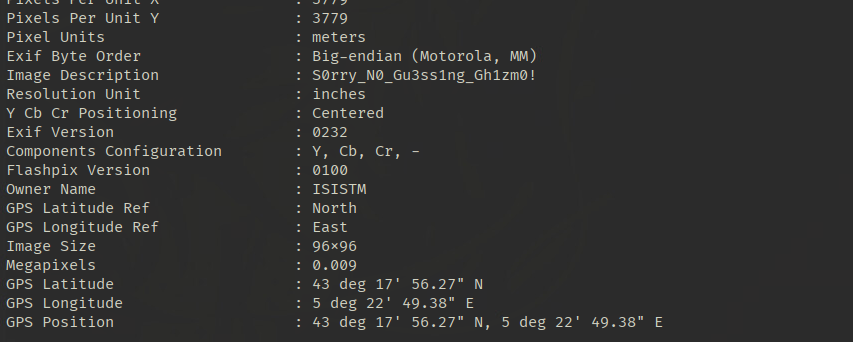 Pixels Per Unit X : 3779
Pixels Per Unit Y : 3779
Pixel Units : meters
Exif Byte Order : Big-endian (Motorola, MM)
Image Description : S0rry_N0_Gu3ss1ng_Gh1zm0!
Resolution Unit : inches
Y Cb Cr Positioning : Centered
Exif Version : 0232
Components Configuration : Y, Cb, Cr, -
Flashpix Version : 0100
Owner Name : ISISTM
GPS Latitude Ref : North
GPS Longitude Ref : East
Image Size : 96×96
Megapixels : 0.009
GPS Latitude : 43 deg 17' 56.27" N
GPS Longitude : 5 deg 22' 49.38" E
GPS Position : 43 deg 17' 56.27" N, 5 deg 22' 49.38" E